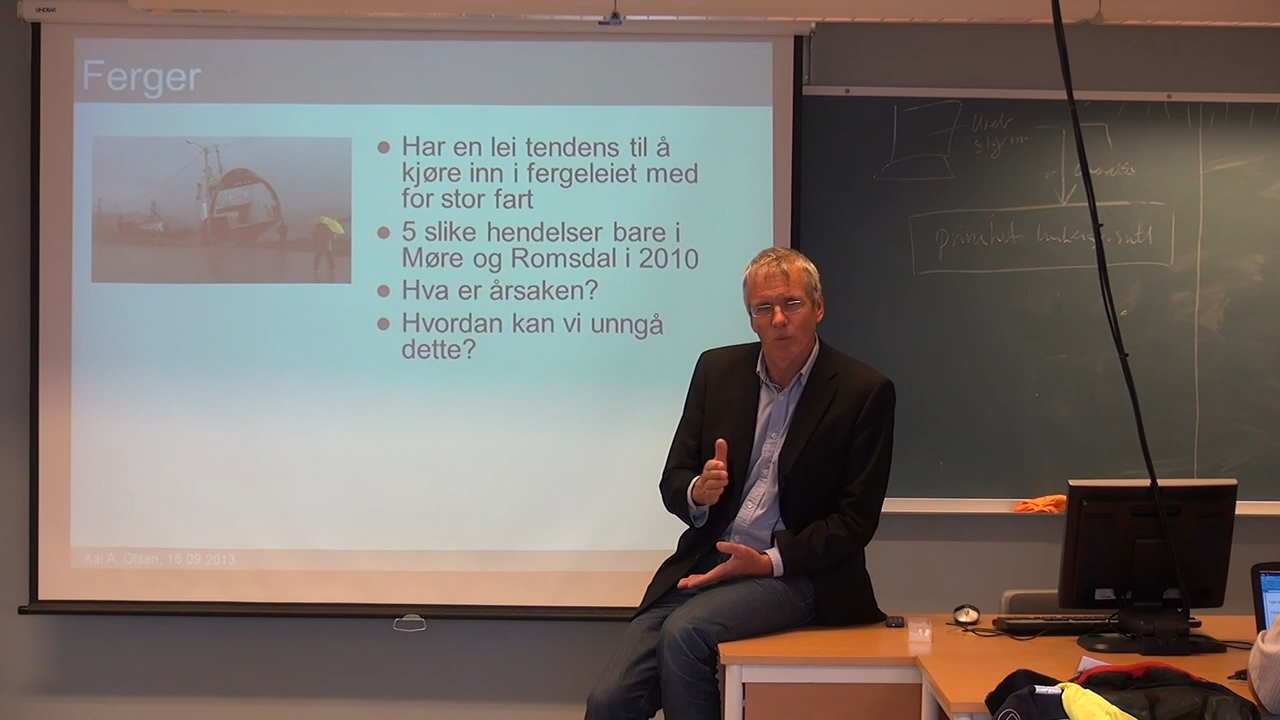 Ferger
Har en lei tendens til å
kjøre inn i fergeleiet med
for stor fart
5 slike hendelser bare i
Møre og Romsdal i 2010
Hva er årsaken?
Hvordan kan vi unngå
dette?
Kai A. Olsen, 16.09.2013